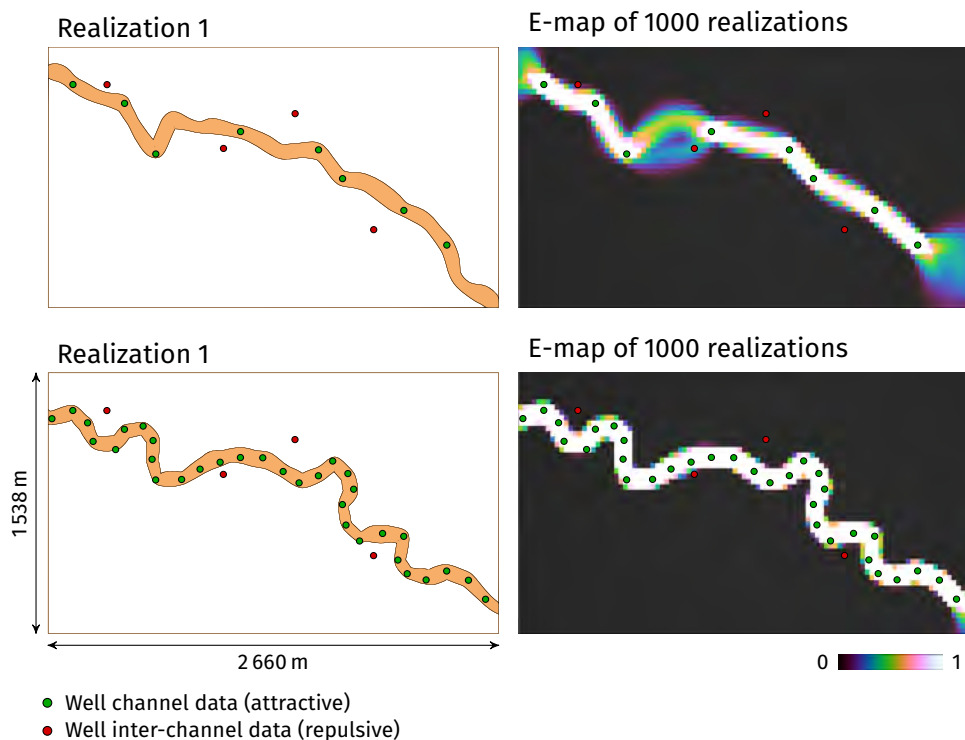 Realization 1
E-map of 1000 realizations
Realization 1
E-map of 1000 realizations
1 538 m
2 660 m
0
1
Well channel data (attractive)
Well inter-channel data (repulsive)